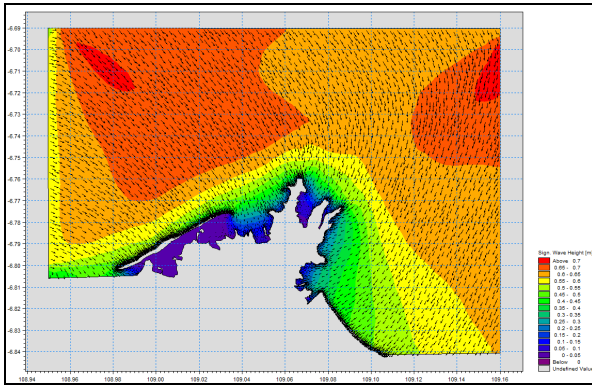 -6.69
-6.70
-6.71
-6.72
-6.73
-6.74
-6.75
-6.76
-6.77
-6.78
-6.79
-6.80
-6.81
-6.82
-6.83
-6.84
108.94 108.96 108.98 109.00 109.02 109.04 109.06 109.08 109.10 109.12 109.14 109.16
Sign. Wave Height [m]
Above 0.7
0.65 - 0.7
0.6 - 0.65
0.55 - 0.6
0.5 - 0.55
0.45 - 0.5
0.4 - 0.45
0.35 - 0.4
0.3 - 0.35
0.25 - 0.3
0.2 - 0.25
0.15 - 0.2
0.1 - 0.15
0.05 - 0.1
0 - 0.05
Below 0
Undefined Value